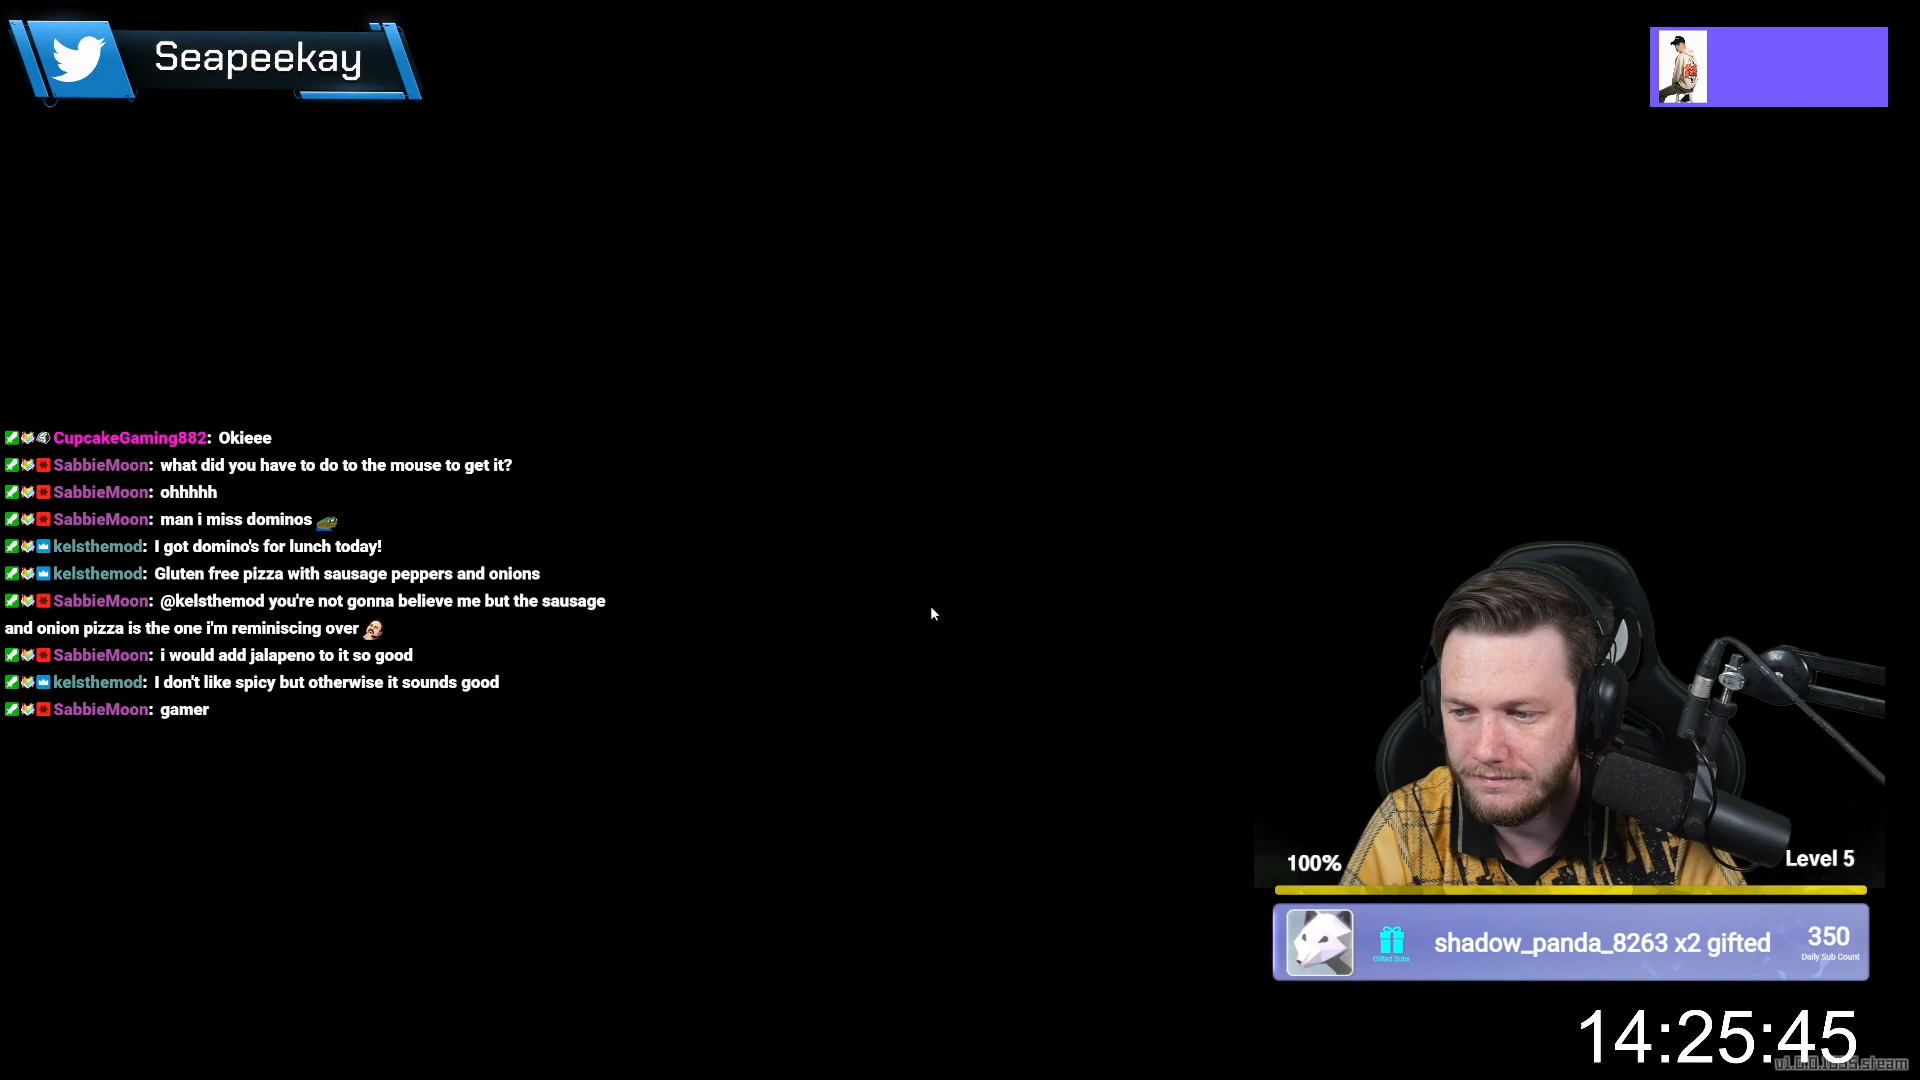 Seapeekay
CupcakeGaming882: Okieee
SabbieMoon: what did you have to do to the mouse to get it?
SabbieMoon: ohhhhh
SabbieMoon: man i miss dominos
kelsthemod: I got domino's for lunch today!
kelsthemod: Gluten free pizza with sausage peppers and onions
SabbieMoon: @kelsthemod you're not gonna believe me but the sausage
and onion pizza is the one i'm reminiscing over
SabbieMoon: i would add jalapeno to it so good
kelsthemod: I don't like spicy but otherwise it sounds good
SabbieMoon: gamer
100%
Level 5
Gifted Subs
shadow_panda_8263 x2 gifted
350
Daily Sub Count
14:25:45